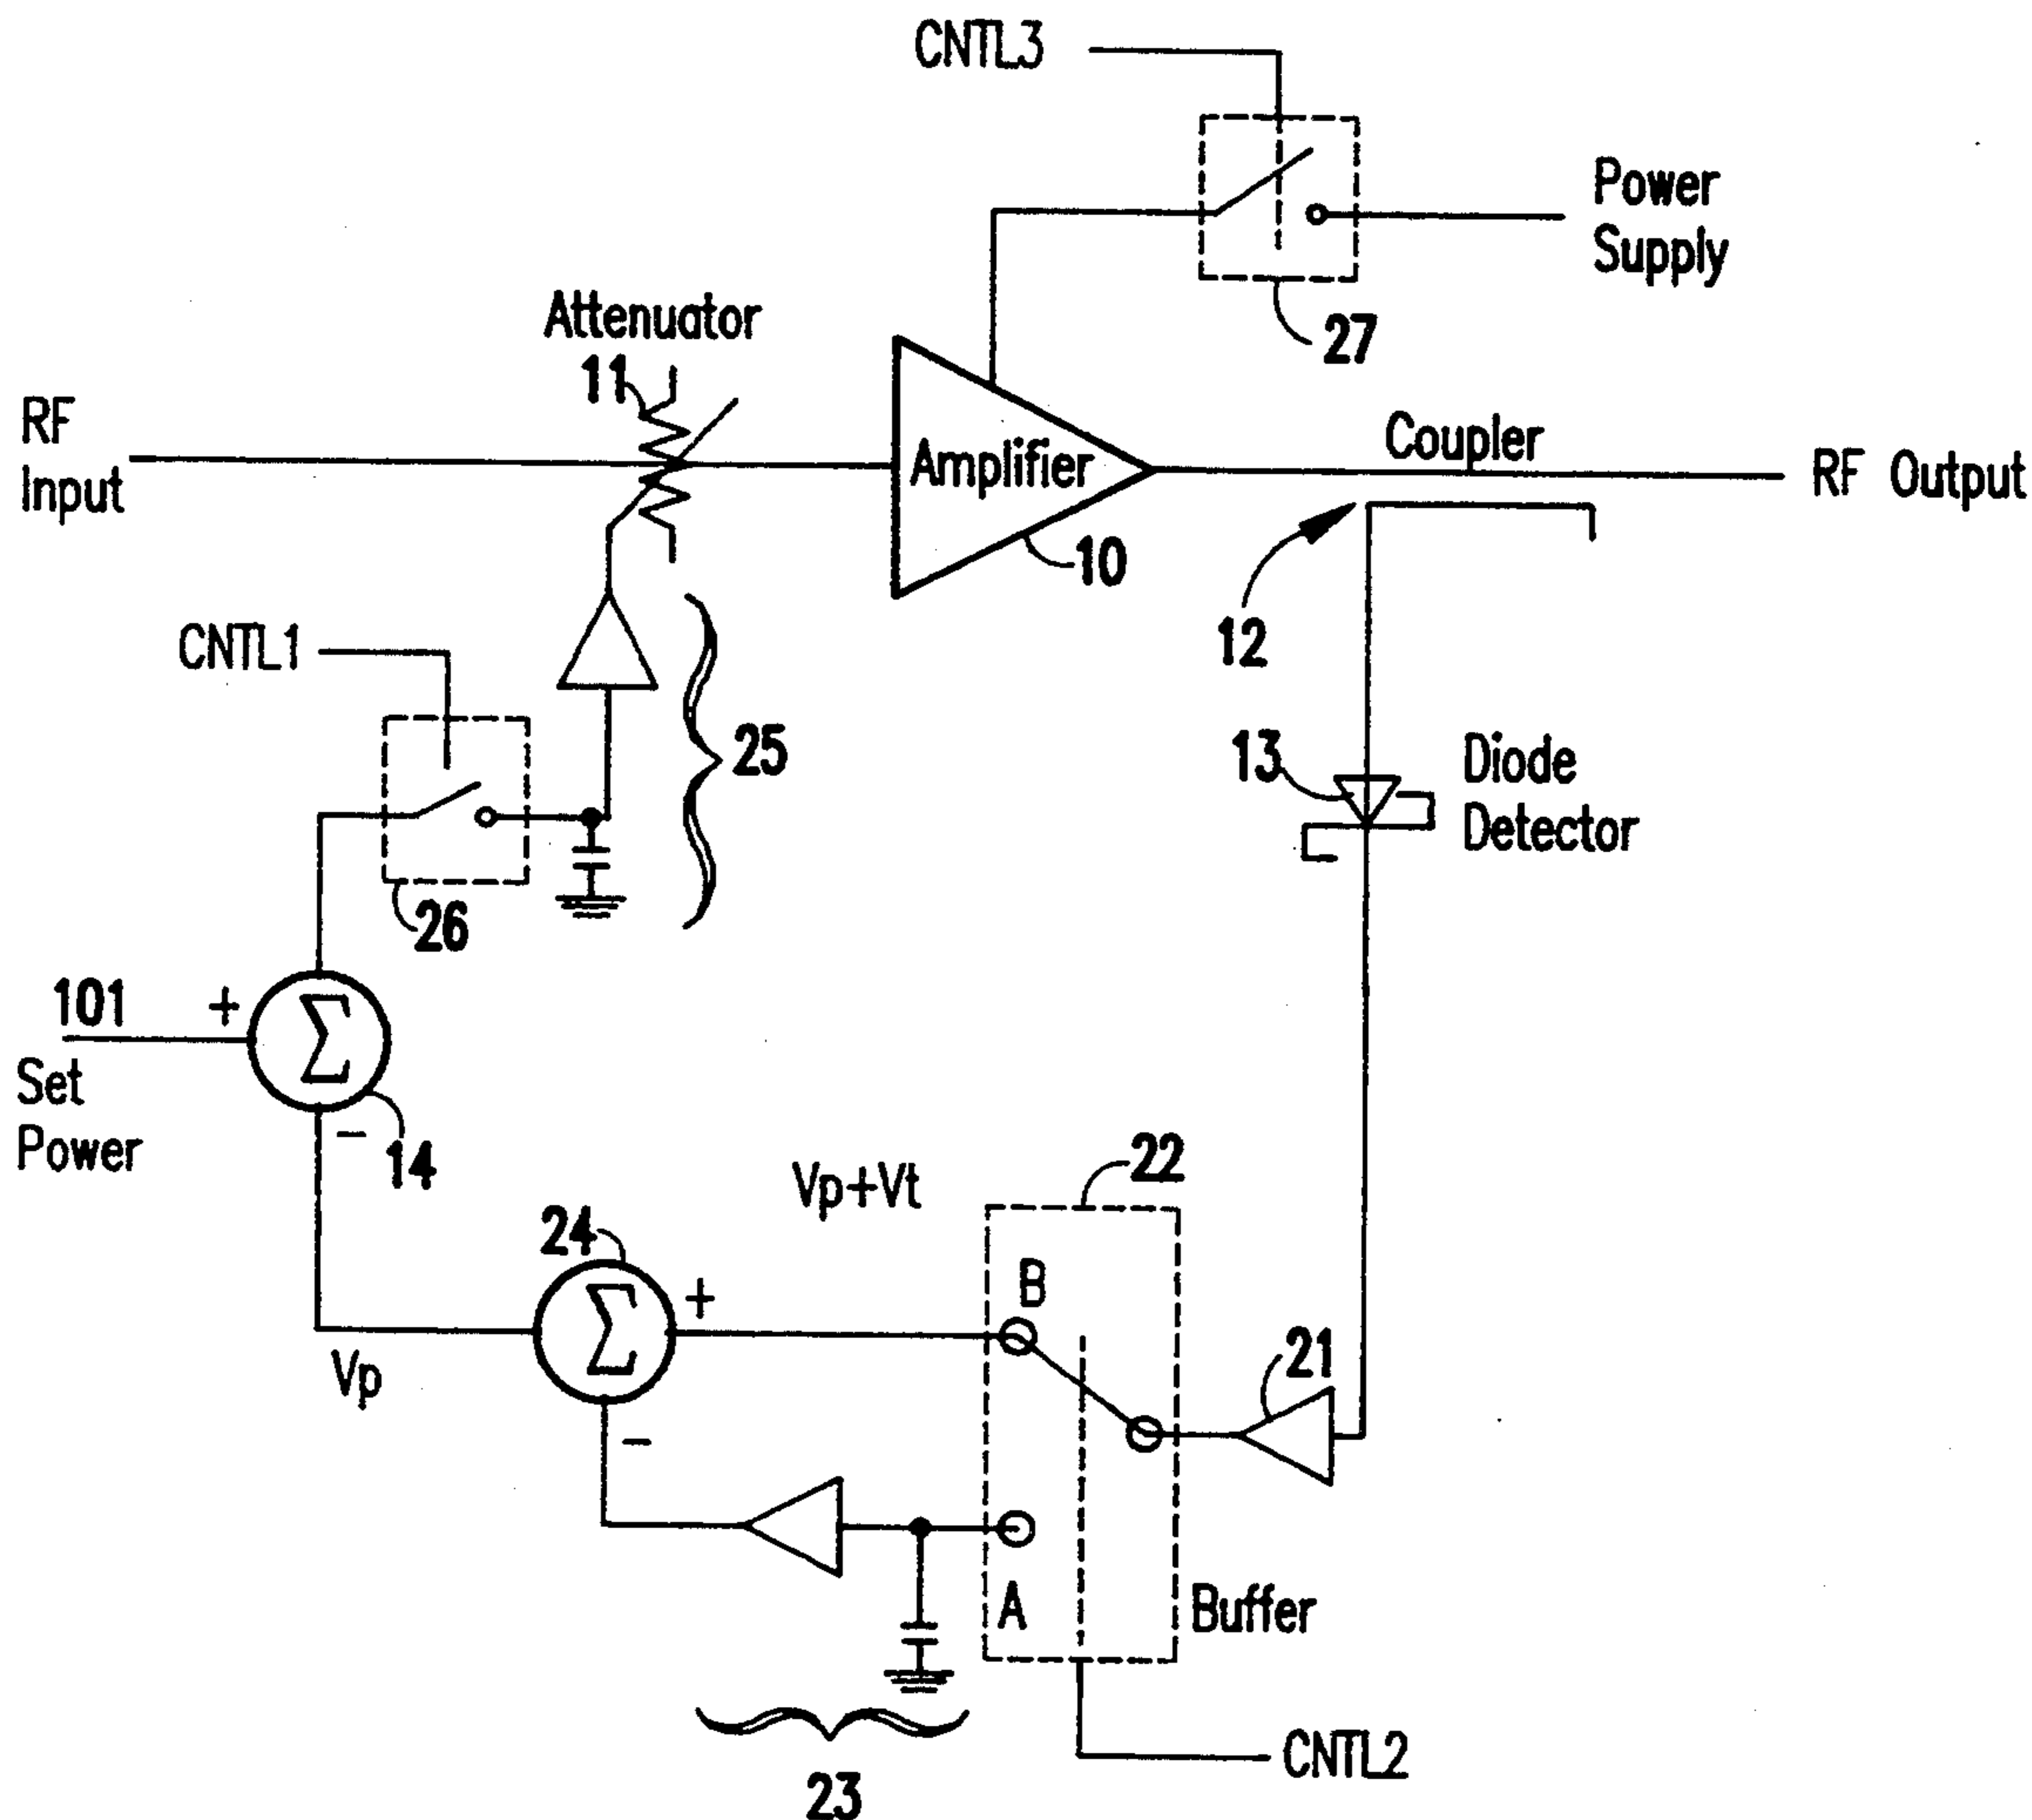 CNTL3
Power
Supply
27
Attenuator
11
RF
Input
Amplifier
10
Coupler
RF Output
12
CNTL1
25
13
Diode
Detector
26
101
+
Σ
Set
Power
−
14
Vp+Vt
22
24
Σ
+
B
Vp
−
21
A
Buffer
23
CNTL2